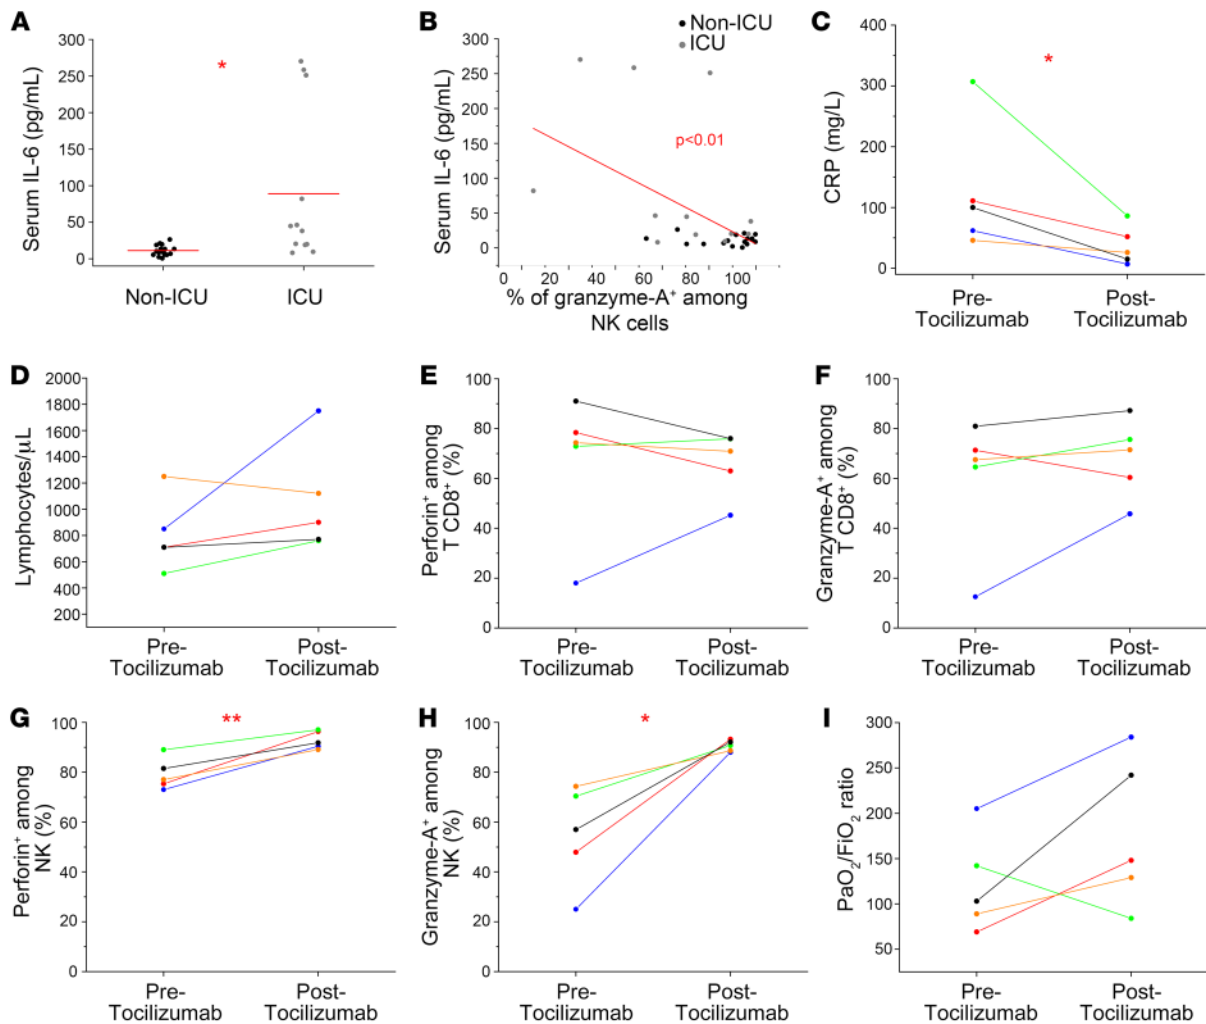 A
Serum IL-6 (pg/mL)
300
250
200
150
100
50
0
*
Non-ICU
ICU
B
Serum IL-6 (pg/mL)
300
250
200
150
100
50
0
Non-ICU
ICU
p<0.01
0
20
40
60
80
100
% of granzyme-A⁺ among
NK cells
C
CRP (mg/L)
400
300
200
100
0
*
Pre-
Tocilizumab
Post-
Tocilizumab
D
Lymphocytes/µL
2000
1800
1600
1400
1200
1000
800
600
400
200
Pre-
Tocilizumab
Post-
Tocilizumab
E
Perforin⁺ among
T CD8⁺ (%)
100
80
60
40
20
0
Pre-
Tocilizumab
Post-
Tocilizumab
F
Granzyme-A⁺ among
T CD8⁺ (%)
100
80
60
40
20
0
Pre-
Tocilizumab
Post-
Tocilizumab
G
Perforin⁺ among
NK (%)
100
80
60
40
20
0
**
Pre-
Tocilizumab
Post-
Tocilizumab
H
Granzyme-A⁺ among
NK (%)
100
80
60
40
20
0
*
Pre-
Tocilizumab
Post-
Tocilizumab
I
PaO₂/FiO₂ ratio
300
250
200
150
100
50
Pre-
Tocilizumab
Post-
Tocilizumab